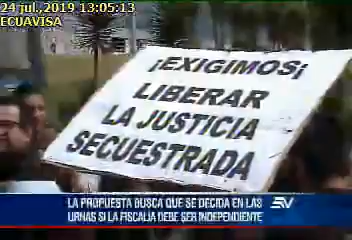 24 jul.,2019 13:05:13
ECUAVISA
¡EXIGIMOS¡
LIBERAR
LA JUSTICIA
SECUESTRADA
LA PROPUESTA BUSCA QUE SE DECIDA EN LAS
URNAS SI LA FISCALÍA DEBE SER INDEPENDIENTE